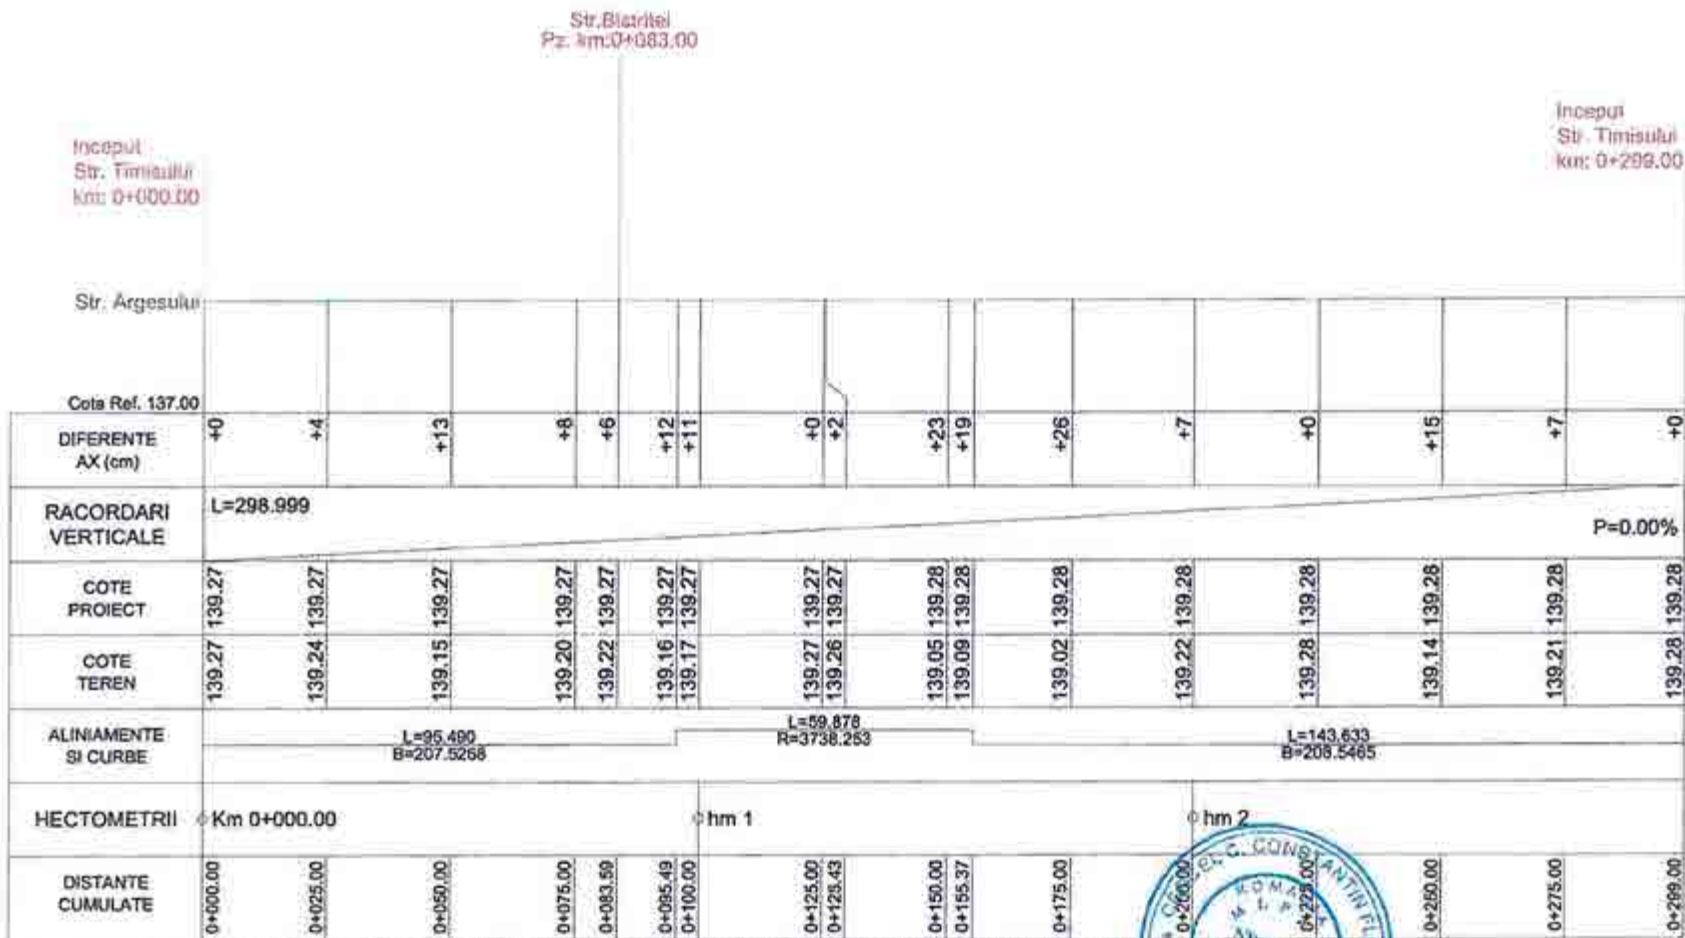 Str.Bistritei
Pz. km:0+083.00
Inceput
Str. Timisului
km: 0+000.00
Inceput
Str. Timisului
km: 0+299.00
Str. Argesului
Cota Ref. 137.00
DIFERENTE
AX (cm)
+0 +4 +13 +8 +6 +12 +11 +0 +2 +23 +19 +26 +7 +0 +15 +7 +0
RACORDARI
VERTICALE
L=298.999
P=0.00%
COTE
PROIECT
139.27 139.27 139.27 139.27 139.27 139.27 139.27 139.27 139.27 139.28 139.28 139.28 139.28 139.28 139.28 139.28 139.28
COTE
TEREN
139.27 139.24 139.15 139.20 139.22 139.16 139.17 139.27 139.26 139.05 139.09 139.02 139.22 139.28 139.14 139.21 139.28
ALINIAMENTE
SI CURBE
L=95.490
B=207.5268
L=59.878
R=3738.253
L=143.633
B=208.5465
HECTOMETRII
Km 0+000.00
hm 1
hm 2
DISTANTE
CUMULATE
0+000.00 0+025.00 0+050.00 0+075.00 0+083.59 0+095.49 0+100.00 0+125.00 0+150.00 0+155.37 0+175.00 0+200.00 0+225.00 0+250.00 0+275.00 0+299.00
C. CONSTANTIN